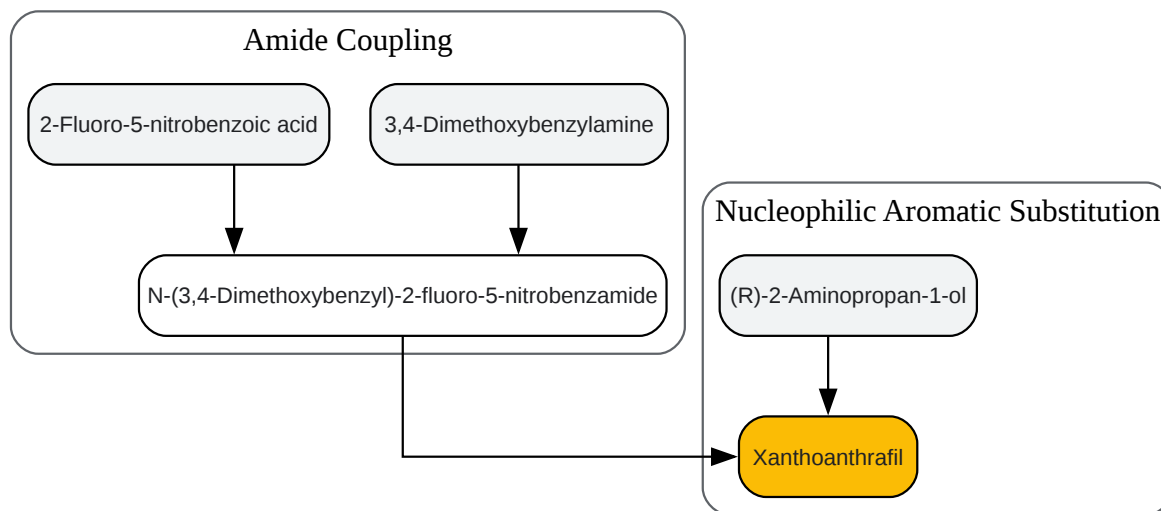 Amide Coupling
2-Fluoro-5-nitrobenzoic acid
3,4-Dimethoxybenzylamine
N-(3,4-Dimethoxybenzyl)-2-fluoro-5-nitrobenzamide
Nucleophilic Aromatic Substitution
(R)-2-Aminopropan-1-ol
Xanthoanthrafil